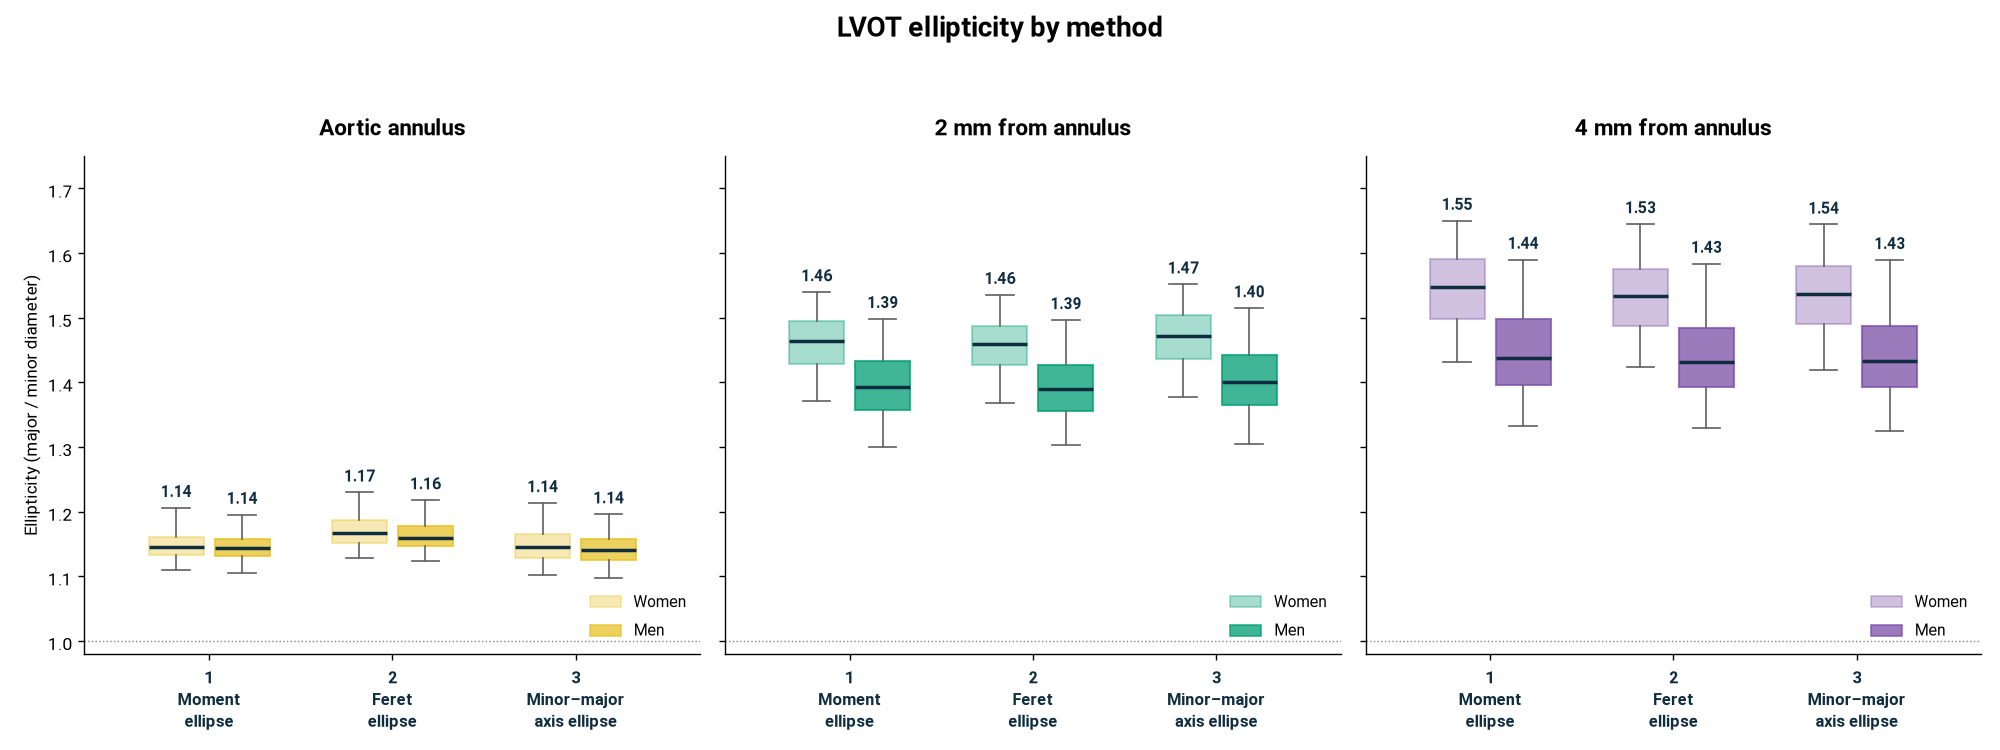 LVOT ellipticity by method
Aortic annulus
Ellipticity (major / minor diameter)
1.7
1.6
1.5
1.4
1.3
1.2
1.1
1.0
1.14
1.14
1.17
1.16
1.14
1.14
Women
Men
1
Moment
ellipse
2
Feret
ellipse
3
Minor–major
axis ellipse
2 mm from annulus
1.46
1.39
1.46
1.39
1.47
1.40
Women
Men
1
Moment
ellipse
2
Feret
ellipse
3
Minor–major
axis ellipse
4 mm from annulus
1.55
1.44
1.53
1.43
1.54
1.43
Women
Men
1
Moment
ellipse
2
Feret
ellipse
3
Minor–major
axis ellipse